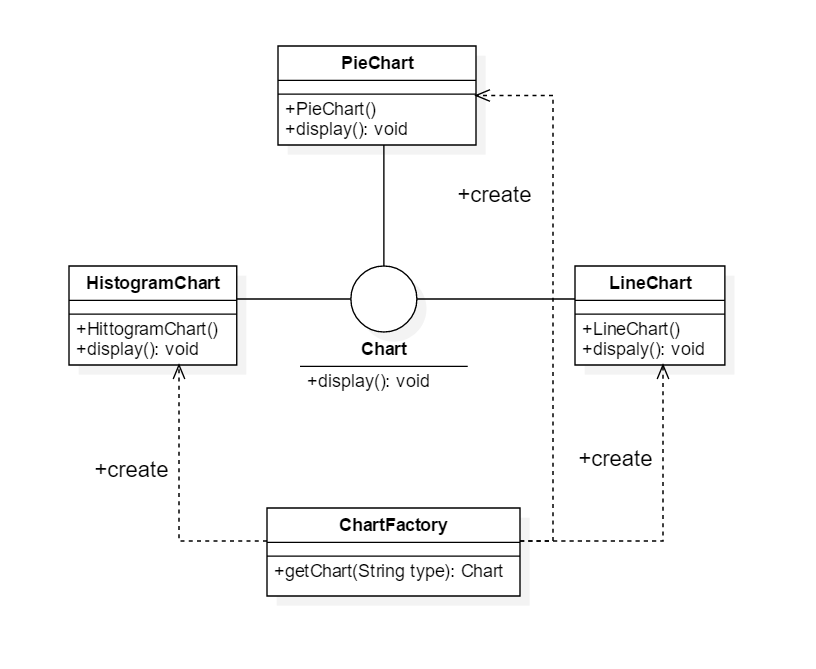 PieChart
+PieChart()
+display(): void
+create
HistogramChart
+HittogramChart()
+display(): void
Chart
+display(): void
LineChart
+LineChart()
+dispaly(): void
+create
+create
ChartFactory
+getChart(String type): Chart